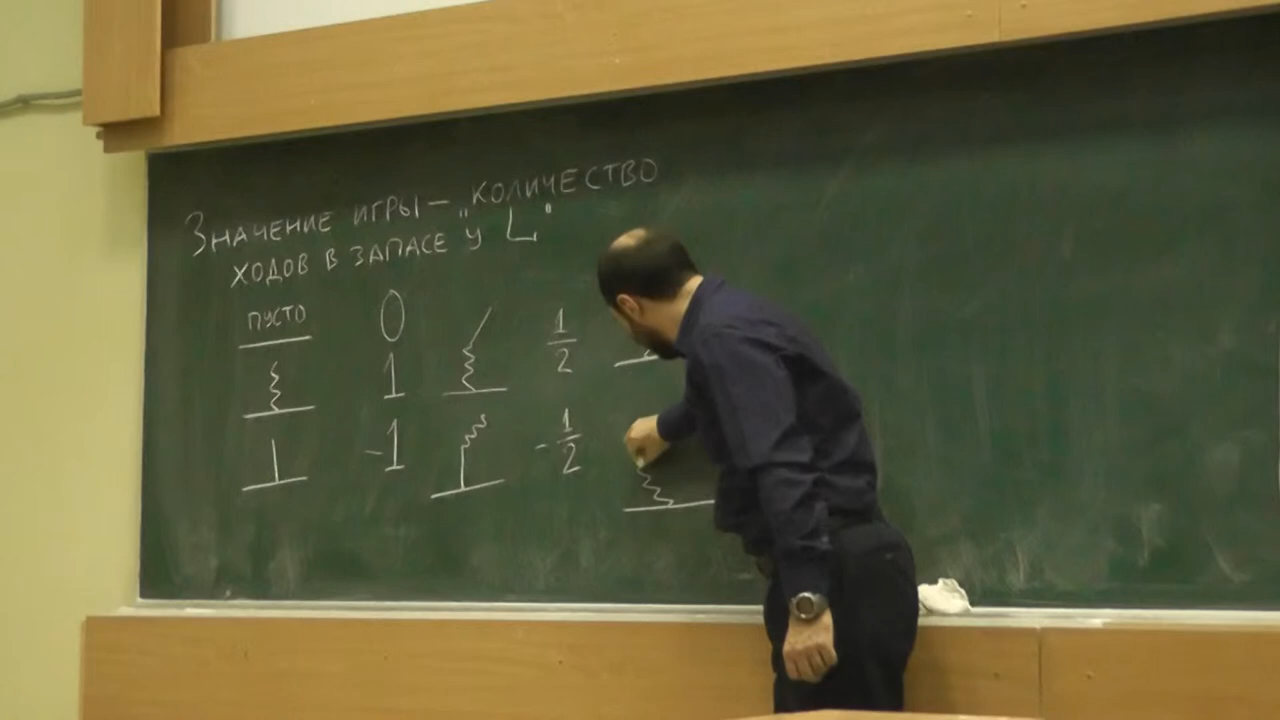 Значение игры – „количество
ходов в запасе у L"
пусто 0 1/2
1
-1 -1/2